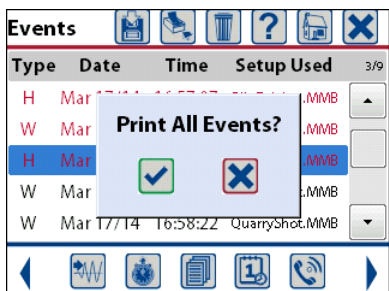 Events
Type Date Time Setup Used 3/9
H Mar .MMB
W Mar .MMB
Print All Events?
H Mar .MMB
W Mar .MMB
W Mar 17/14 16:58:22 QuarryShot.MMB